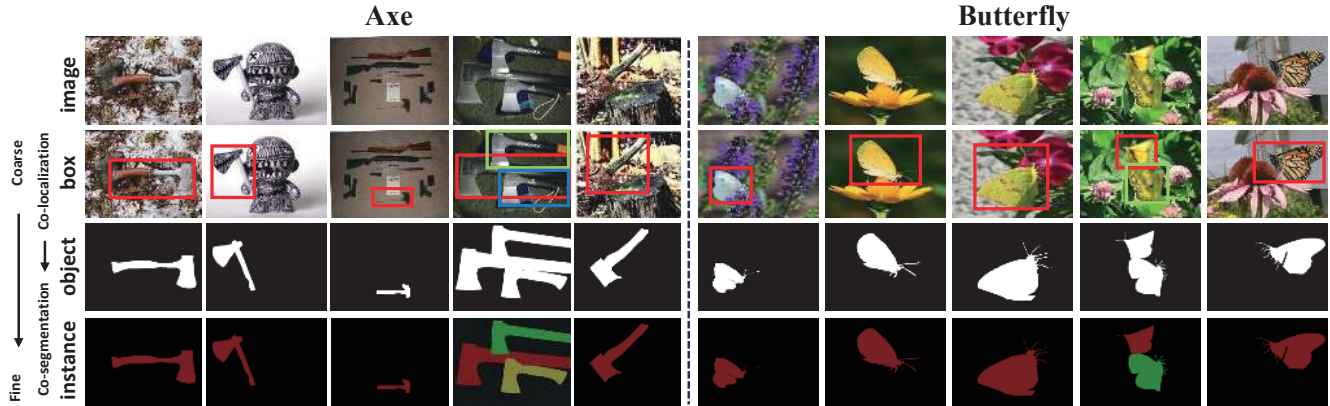 Axe
Butterfly
image
box
object
instance
Coarse
Fine
Co-localization
Co-segmentation